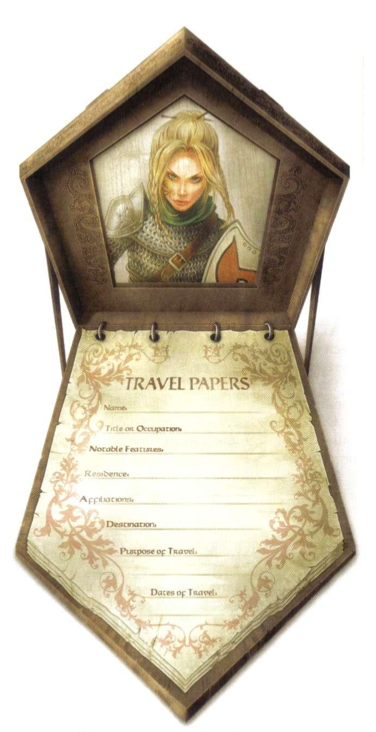 TRAVEL PAPERS
Name:
Title or Occupation:
Notable Features:
Residence:
Affiliations:
Destination:
Purpose of Travel:
Dates of Travel: